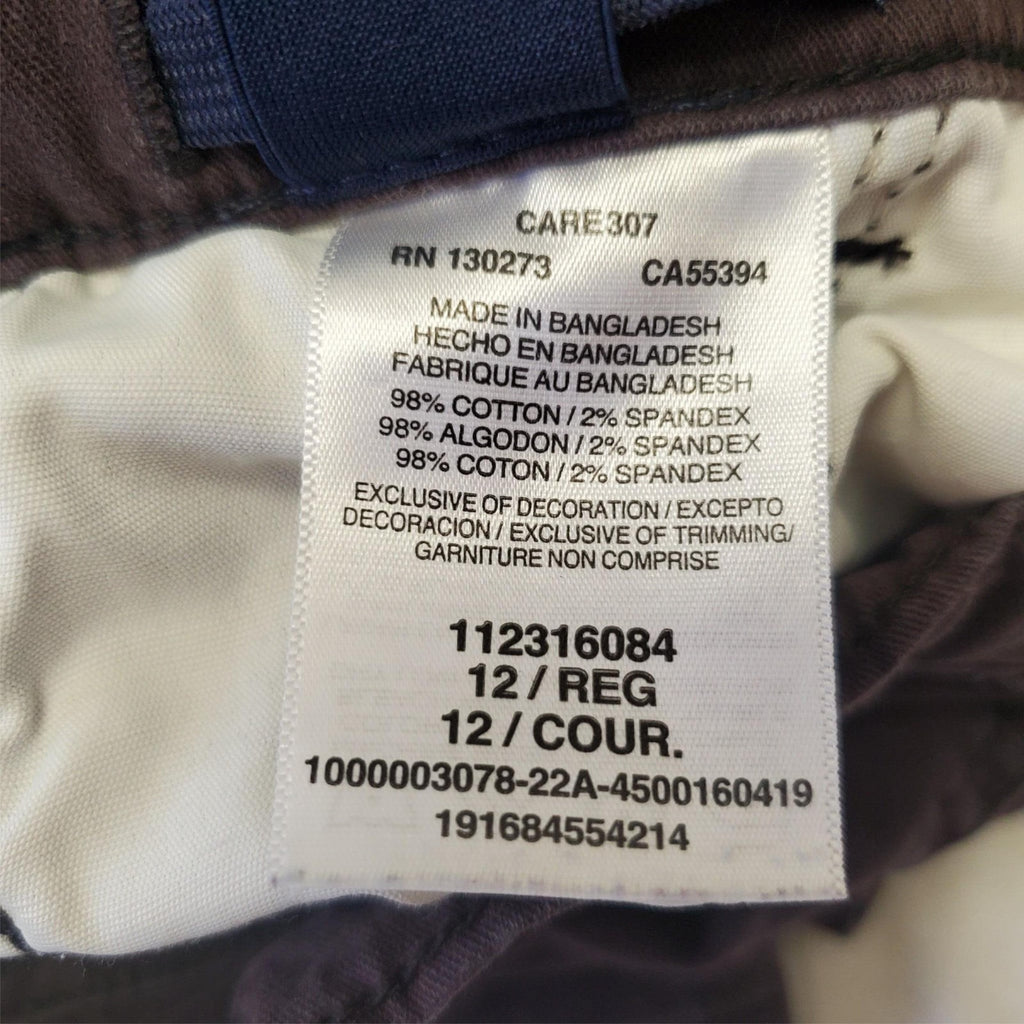 CARE307
RN 130273 CA55394
MADE IN BANGLADESH
HECHO EN BANGLADESH
FABRIQUE AU BANGLADESH
98% COTTON / 2% SPANDEX
98% ALGODON / 2% SPANDEX
98% COTON / 2% SPANDEX
EXCLUSIVE OF DECORATION / EXCEPTO
DECORACION / EXCLUSIVE OF TRIMMING/
GARNITURE NON COMPRISE
112316084
12 / REG
12 / COUR.
1000003078-22A-4500160419
191684554214